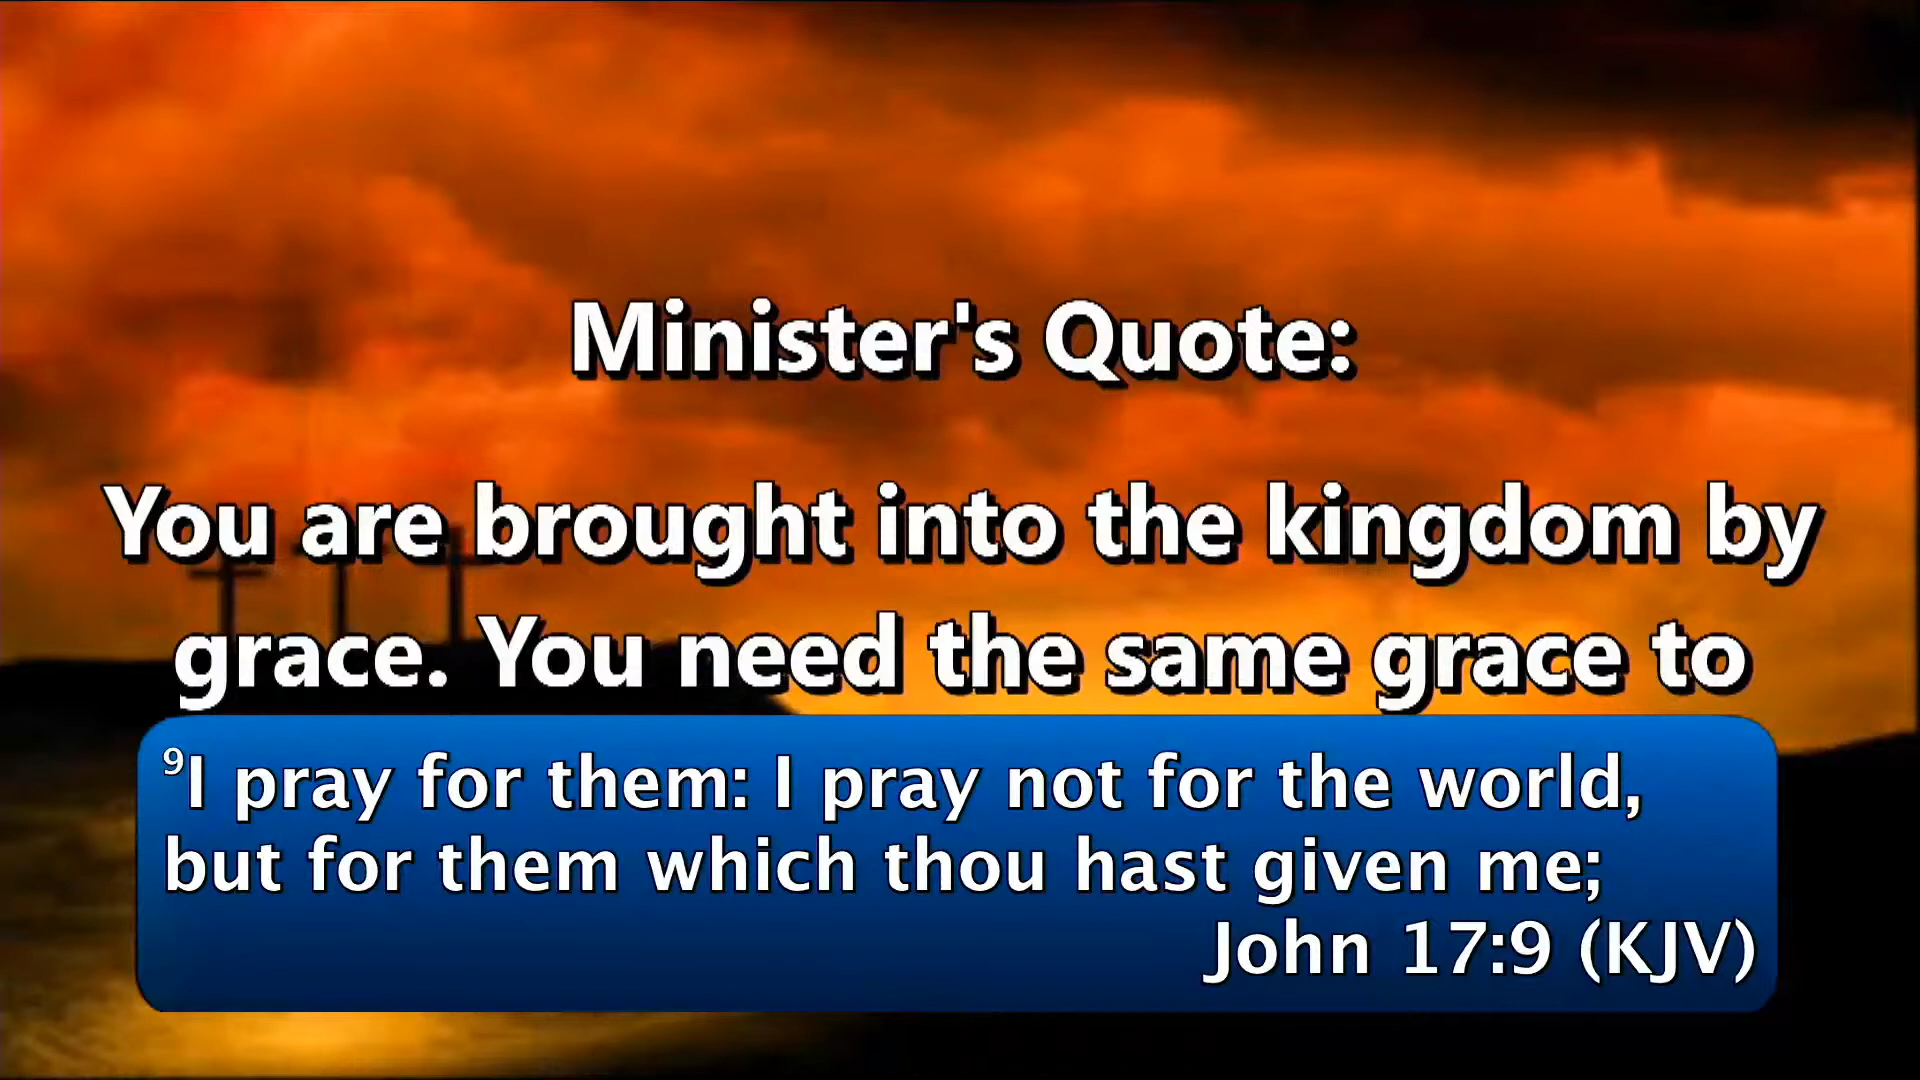 Minister's Quote:
You are brought into the kingdom by
grace. You need the same grace to
9I pray for them: I pray not for the world,
but for them which thou hast given me;
John 17:9 (KJV)